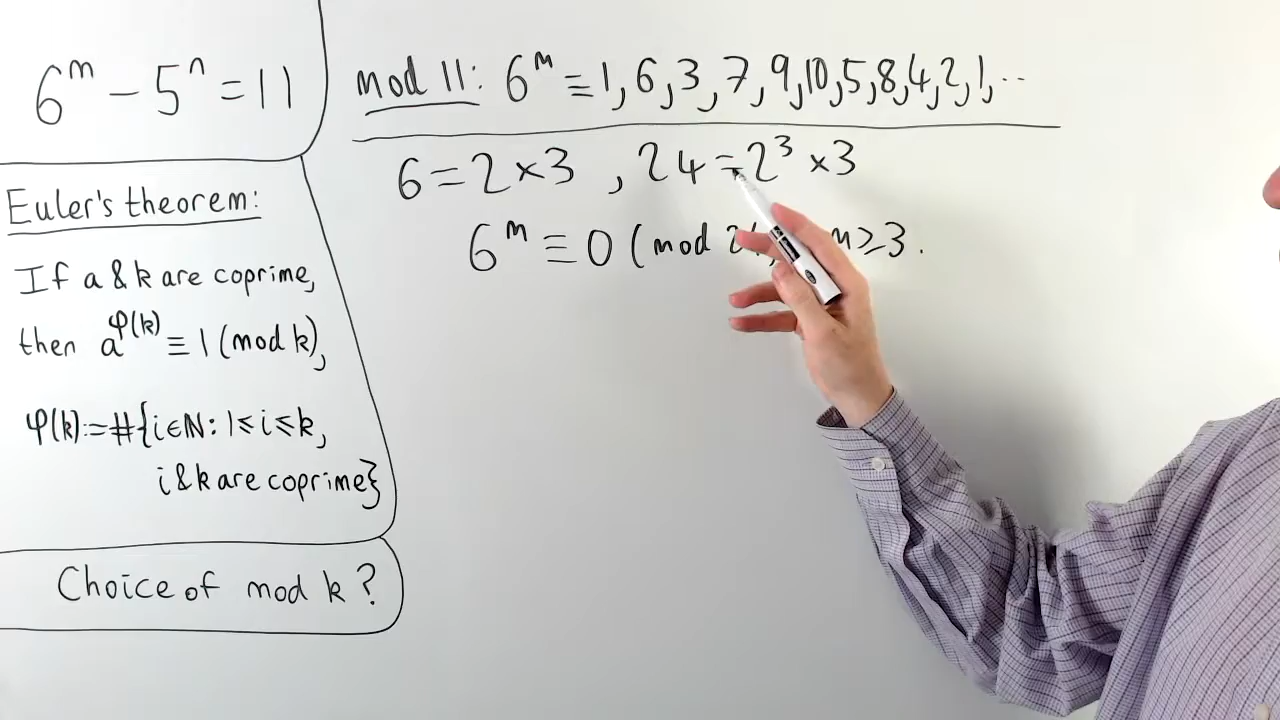 6^m - 5^n = 11
Euler's theorem:
If a & k are coprime,
then a^φ(k) ≡ 1 (mod k),
φ(k) := #{i∈N: 1≤i≤k,
i & k are coprime}
Choice of mod k?
mod 11: 6^m = 1, 6, 3, 7, 9, 10, 5, 8, 4, 2, 1, ...
6 = 2 × 3 , 24 = 2³ × 3
6^m ≡ 0 (mod m ≥ 3.